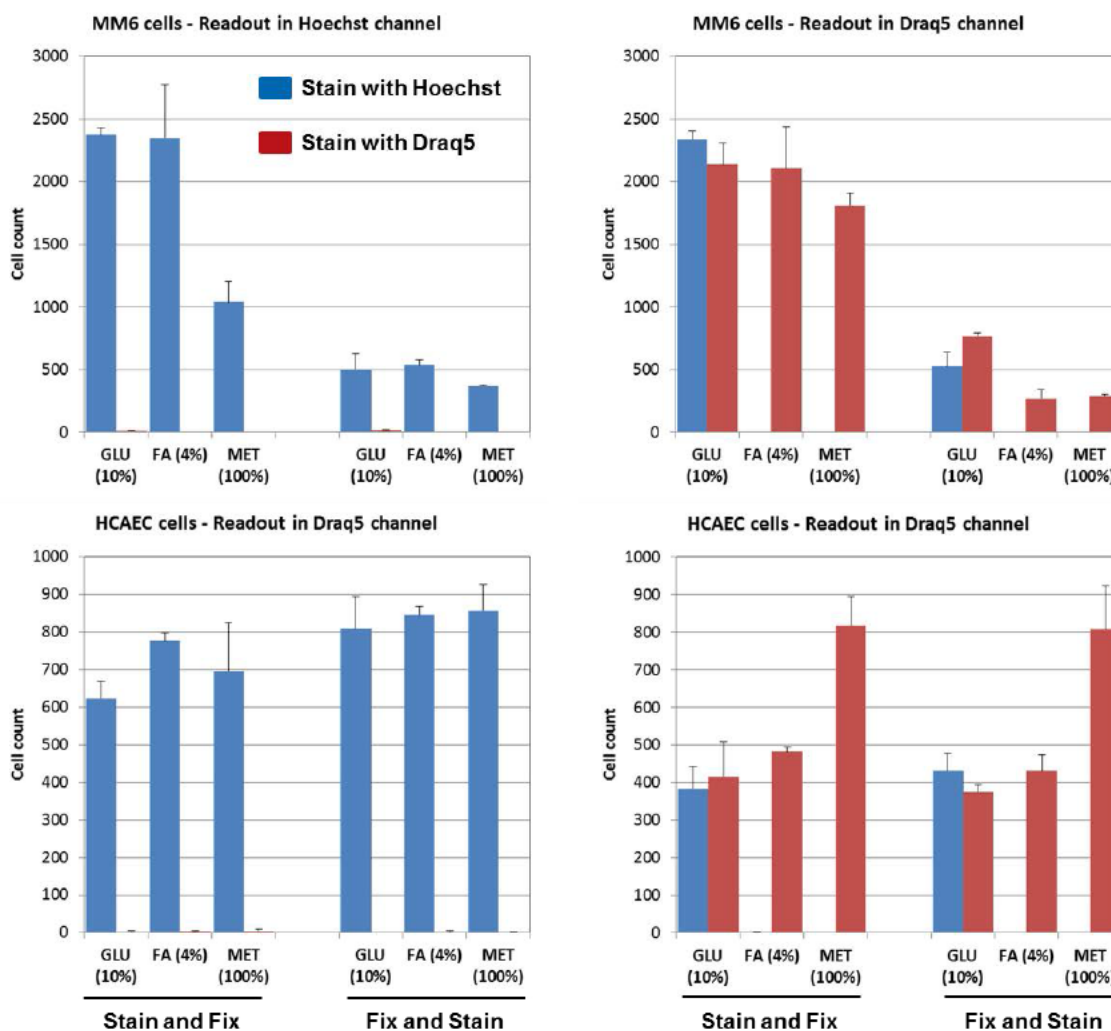 MM6 cells - Readout in Hoechst channel
3000
2500
2000
1500
1000
500
0
Cell count
Stain with Hoechst
Stain with Draq5
GLU FA (4%) MET
(10%) (100%)
GLU FA (4%) MET
(10%) (100%)
MM6 cells - Readout in Draq5 channel
3000
2500
2000
1500
1000
500
0
Cell count
GLU FA (4%) MET
(10%) (100%)
GLU FA (4%) MET
(10%) (100%)
HCAEC cells - Readout in Draq5 channel
1000
900
800
700
600
500
400
300
200
100
0
Cell count
GLU FA (4%) MET
(10%) (100%)
GLU FA (4%) MET
(10%) (100%)
Stain and Fix
Fix and Stain
HCAEC cells - Readout in Draq5 channel
1000
900
800
700
600
500
400
300
200
100
0
Cell count
GLU FA (4%) MET
(10%) (100%)
GLU FA (4%) MET
(10%) (100%)
Stain and Fix
Fix and Stain